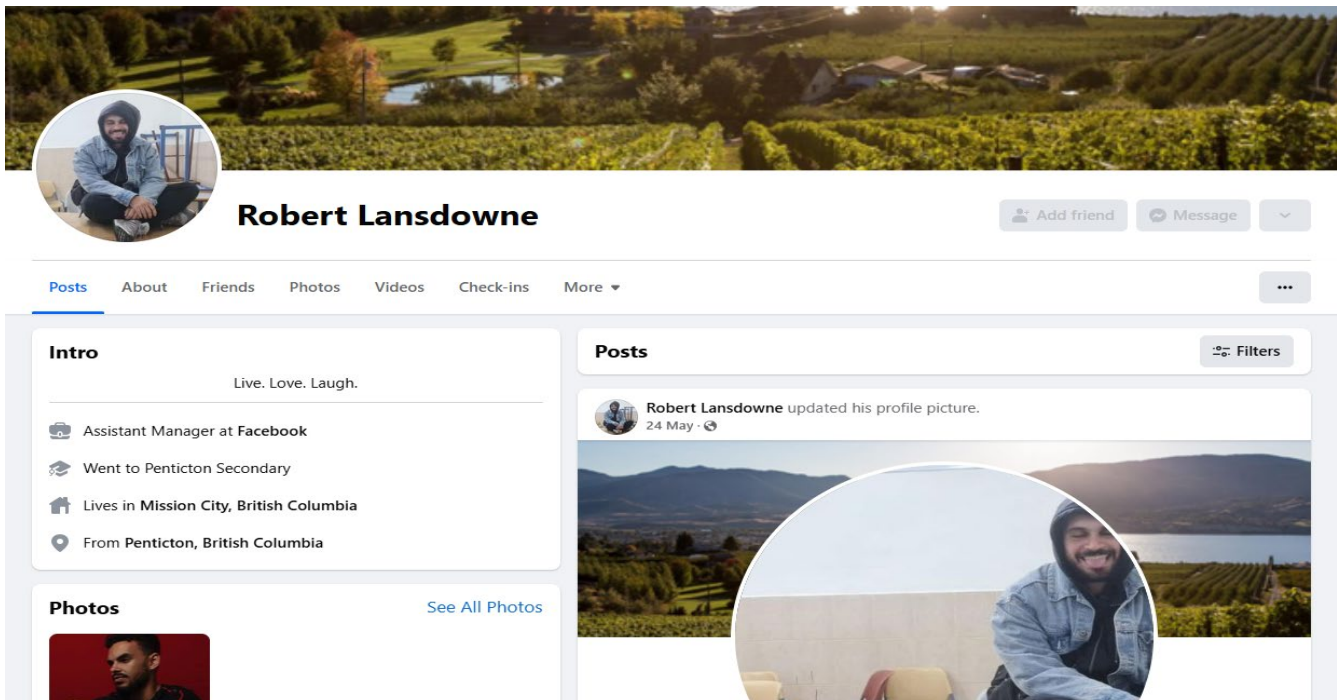 Robert Lansdowne
Add friend
Message
Posts
About
Friends
Photos
Videos
Check-ins
More
Intro
Live. Love. Laugh.
Assistant Manager at Facebook
Went to Penticton Secondary
Lives in Mission City, British Columbia
From Penticton, British Columbia
Photos
See All Photos
Posts
Filters
Robert Lansdowne updated his profile picture.
24 May ·